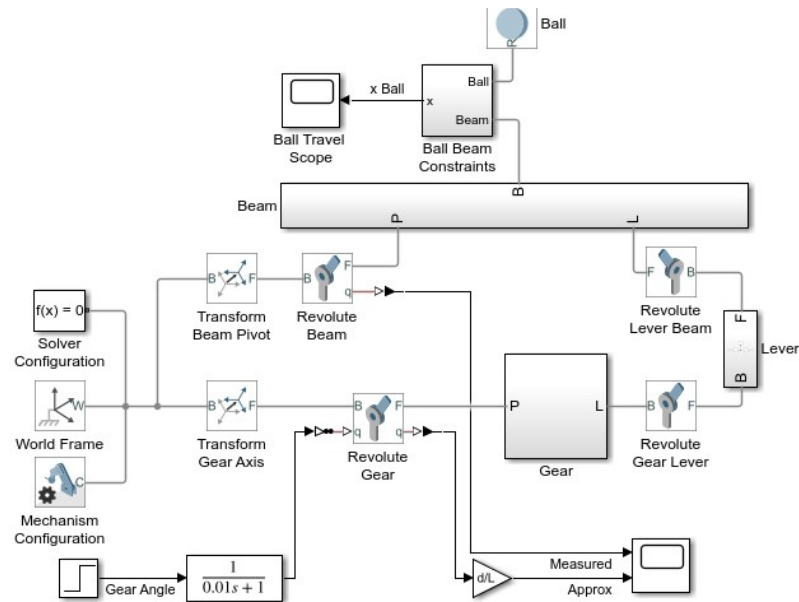 Ball
R
Ball
x Ball
x
Beam
Ball Travel
Scope
Ball Beam
Constraints
B
Beam
P
L
B F
B F
q
F B
f(x) = 0
Transform
Beam Pivot
Revolute
Beam
Revolute
Lever Beam
F
Solver
Configuration
Lever
B
W
B F
B F
q q
P L
B F
World Frame
Transform
Gear Axis
Revolute
Gear
Gear
Revolute
Gear Lever
C
Mechanism
Configuration
Measured
Gear Angle
1
0.01s + 1
d/L
Approx